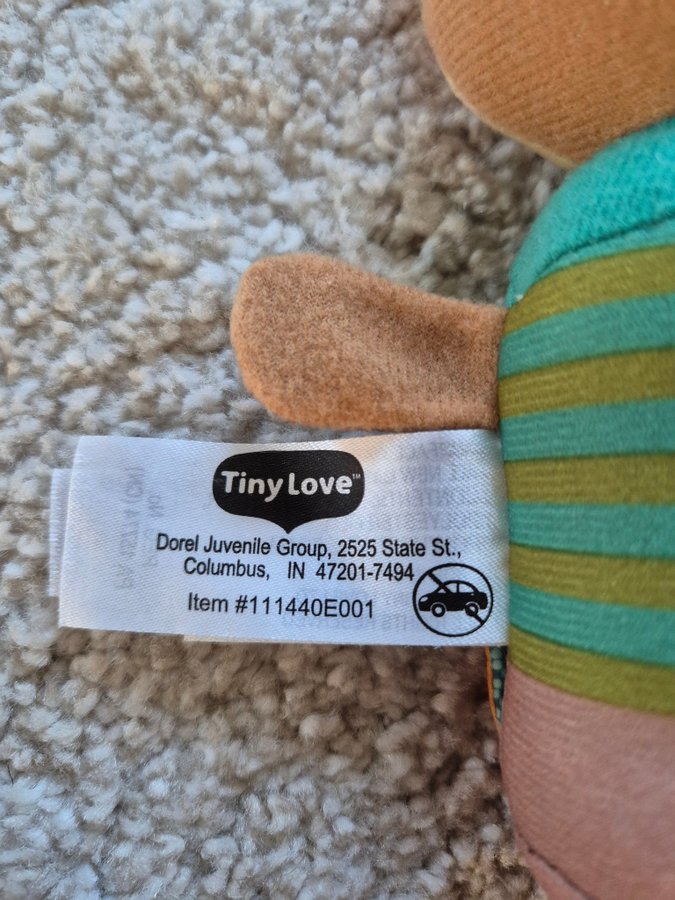 Tiny Love™
Dorel Juvenile Group, 2525 State St.,
Columbus, IN 47201-7494
Item #111440E001